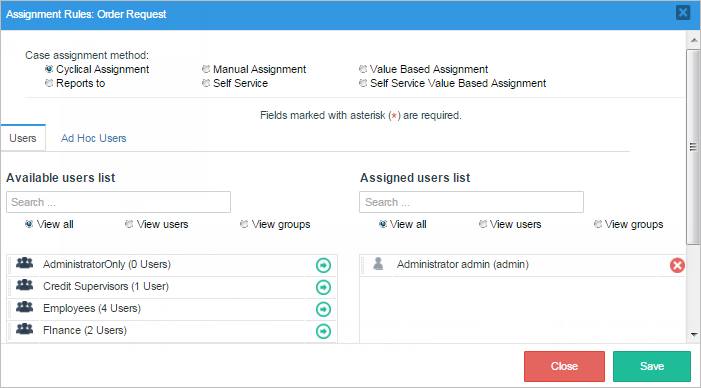 Assignment Rules: Order Request
Case assignment method:
Cyclical Assignment Manual Assignment Value Based Assignment
Reports to Self Service Self Service Value Based Assignment
Fields marked with asterisk (*) are required.
Users Ad Hoc Users
Available users list Assigned users list
Search ... Search ...
View all View users View groups View all View users View groups
AdministratorOnly (0 Users) Administrator admin (admin)
Credit Supervisors (1 User)
Employees (4 Users)
FInance (2 Users)
Close Save